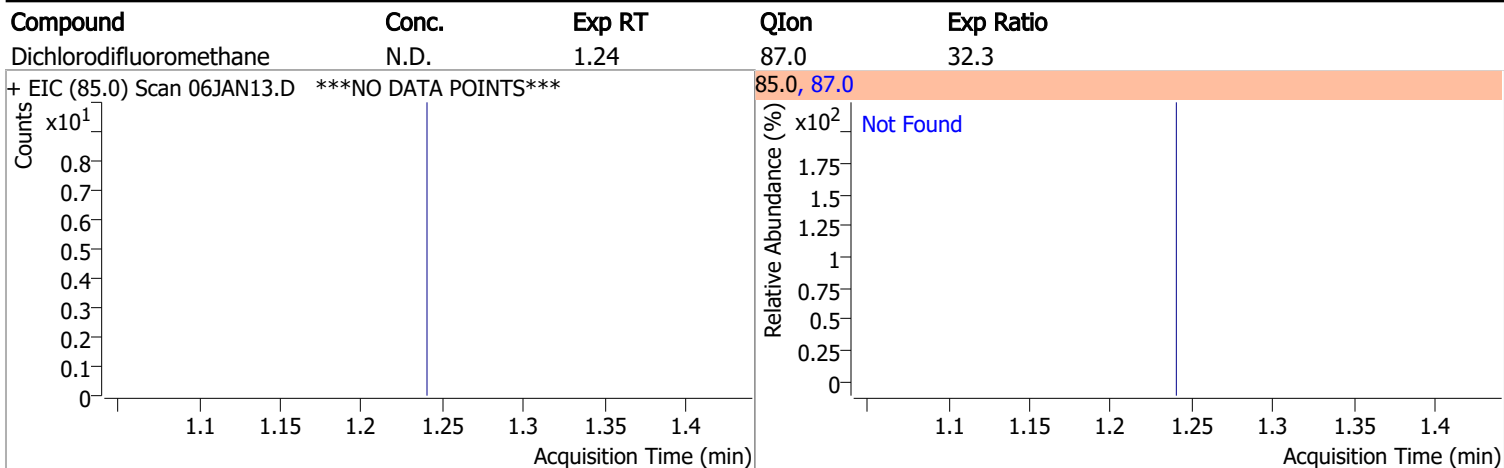 Compound Conc. Exp RT QIon Exp Ratio
Dichlorodifluoromethane N.D. 1.24 87.0 32.3
+ EIC (85.0) Scan 06JAN13.D ***NO DATA POINTS***
Counts
x10¹
0.8
0.7
0.6
0.5
0.4
0.3
0.2
0.1
0
1.1 1.15 1.2 1.25 1.3 1.35 1.4
Acquisition Time (min)
85.0, 87.0
Relative Abundance (%)
x10²
Not Found
1.75
1.5
1.25
1
0.75
0.5
0.25
0
1.1 1.15 1.2 1.25 1.3 1.35 1.4
Acquisition Time (min)